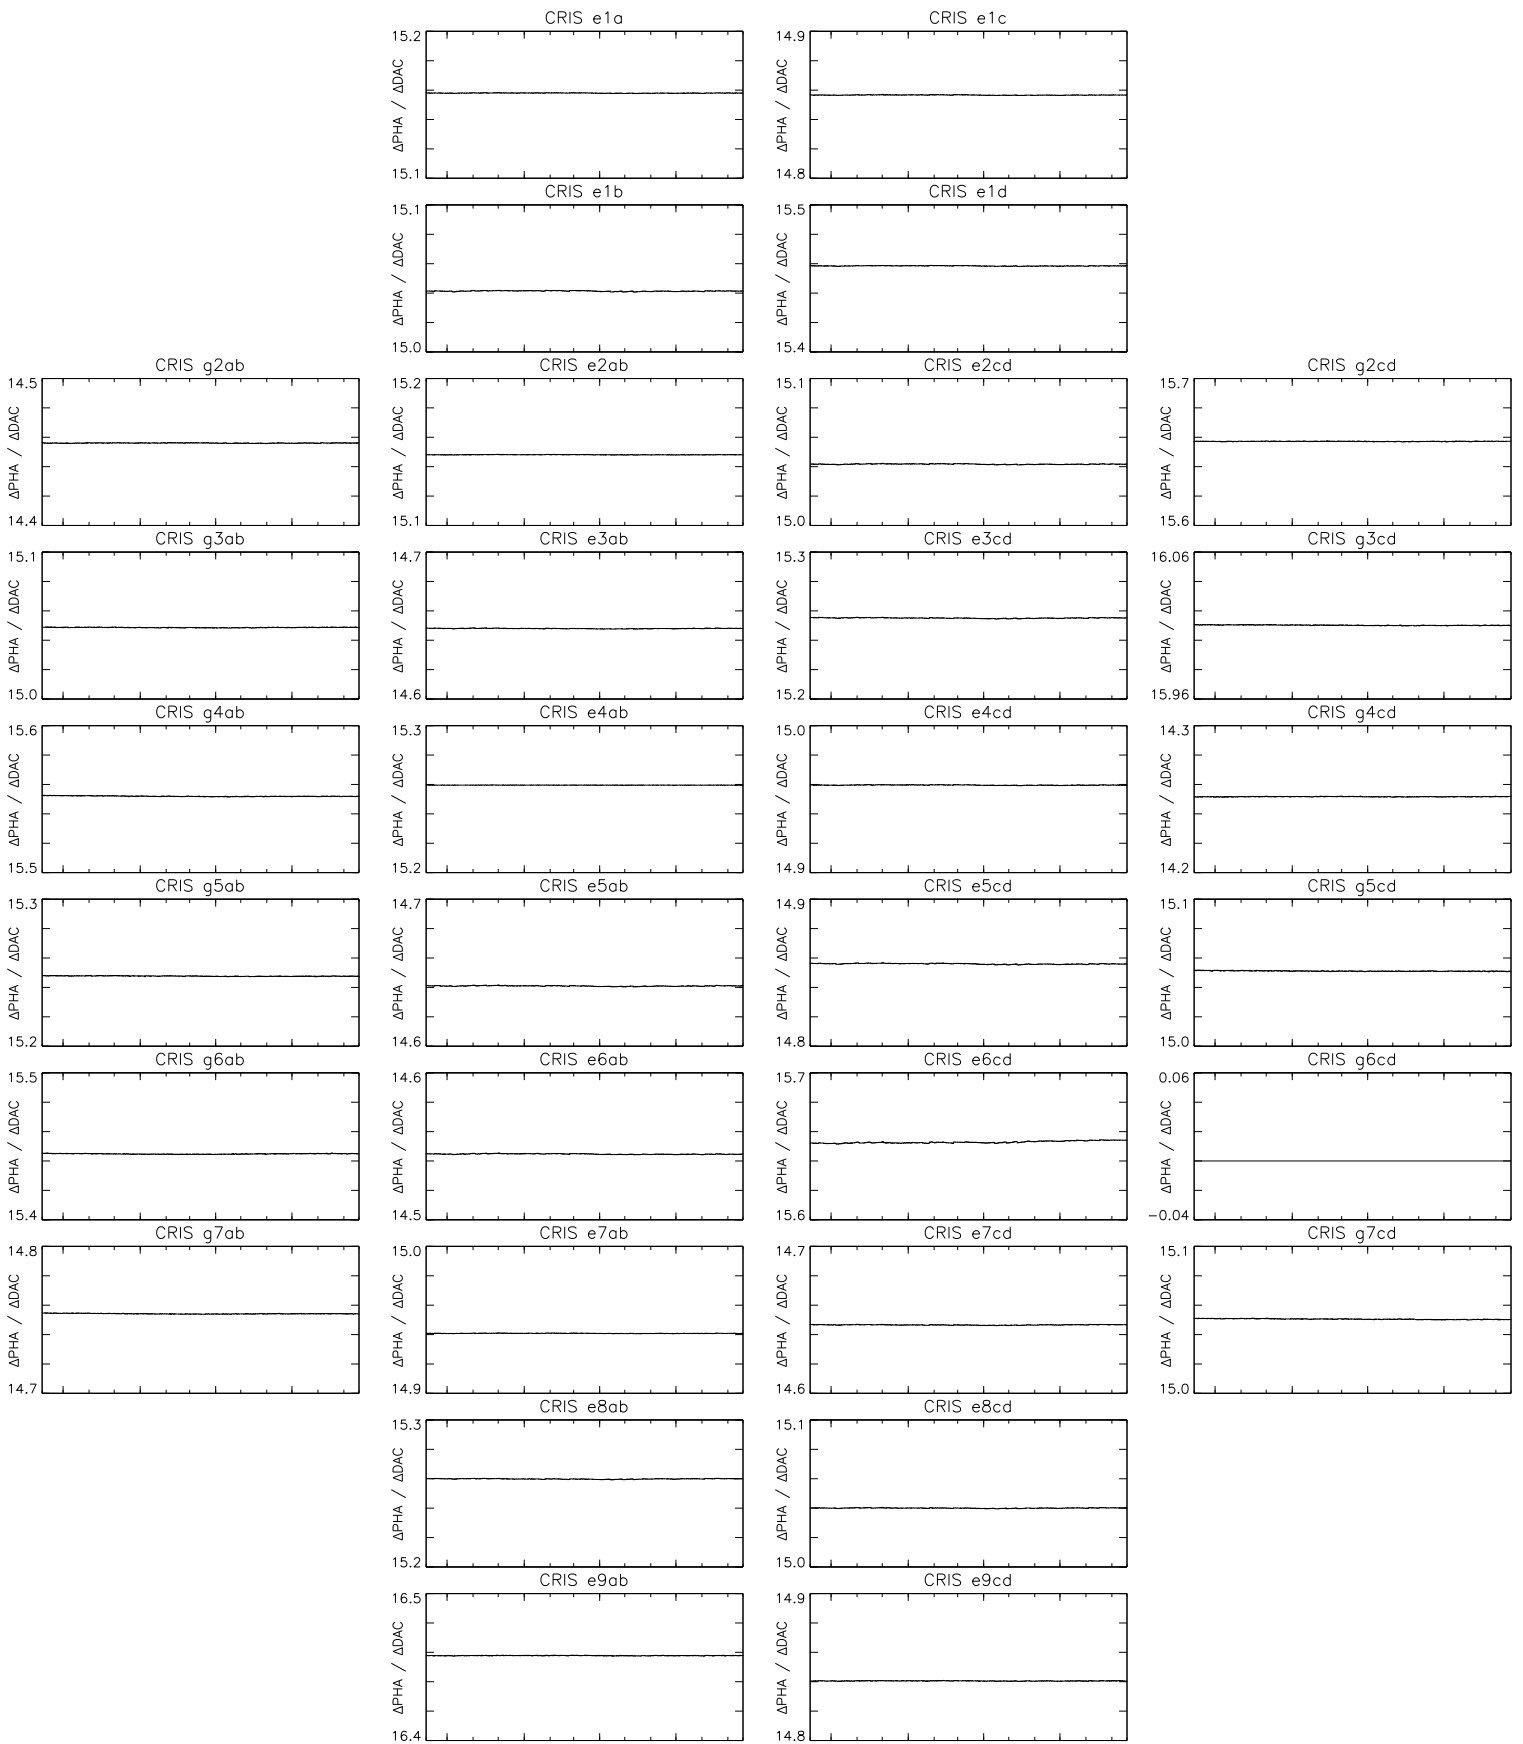 CRIS e1a
CRIS e1c
15.2
ΔPHA / ΔDAC
15.1
14.9
ΔPHA / ΔDAC
14.8
CRIS e1b
CRIS e1d
15.1
ΔPHA / ΔDAC
15.0
15.5
ΔPHA / ΔDAC
15.4
CRIS g2ab
CRIS e2ab
CRIS e2cd
CRIS g2cd
14.5
ΔPHA / ΔDAC
14.4
15.2
ΔPHA / ΔDAC
15.1
15.1
ΔPHA / ΔDAC
15.0
15.7
ΔPHA / ΔDAC
15.6
CRIS g3ab
CRIS e3ab
CRIS e3cd
CRIS g3cd
15.1
ΔPHA / ΔDAC
15.0
14.7
ΔPHA / ΔDAC
14.6
15.3
ΔPHA / ΔDAC
15.2
16.06
ΔPHA / ΔDAC
15.96
CRIS g4ab
CRIS e4ab
CRIS e4cd
CRIS g4cd
15.6
ΔPHA / ΔDAC
15.5
15.3
ΔPHA / ΔDAC
15.2
15.0
ΔPHA / ΔDAC
14.9
14.3
ΔPHA / ΔDAC
14.2
CRIS g5ab
CRIS e5ab
CRIS e5cd
CRIS g5cd
15.3
ΔPHA / ΔDAC
15.2
14.7
ΔPHA / ΔDAC
14.6
14.9
ΔPHA / ΔDAC
14.8
15.1
ΔPHA / ΔDAC
15.0
CRIS g6ab
CRIS e6ab
CRIS e6cd
CRIS g6cd
15.5
ΔPHA / ΔDAC
15.4
14.6
ΔPHA / ΔDAC
14.5
15.7
ΔPHA / ΔDAC
15.6
0.06
ΔPHA / ΔDAC
−0.04
CRIS g7ab
CRIS e7ab
CRIS e7cd
CRIS g7cd
14.8
ΔPHA / ΔDAC
14.7
15.0
ΔPHA / ΔDAC
14.9
14.7
ΔPHA / ΔDAC
14.6
15.1
ΔPHA / ΔDAC
15.0
CRIS e8ab
CRIS e8cd
15.3
ΔPHA / ΔDAC
15.2
15.1
ΔPHA / ΔDAC
15.0
CRIS e9ab
CRIS e9cd
16.5
ΔPHA / ΔDAC
16.4
14.9
ΔPHA / ΔDAC
14.8